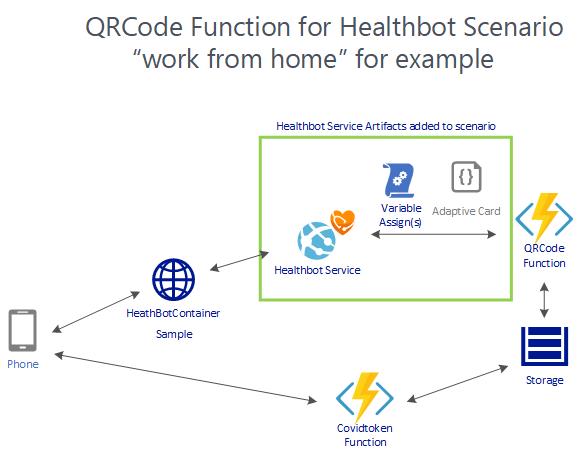 QRCode Function for Healthbot Scenario
“work from home” for example
Healthbot Service Artifacts added to scenario
{}
Variable
Assign(s)
Adaptive Card
QRCode
Function
Healthbot Service
HeathBotContainer
Sample
Phone
Storage
Covidtoken
Function